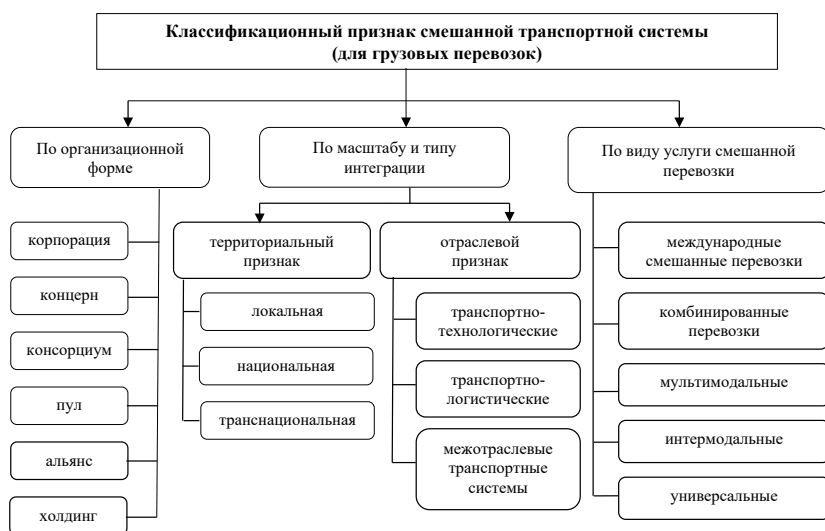 Классификационный признак смешанной транспортной системы
(для грузовых перевозок)
По организационной
форме
корпорация
концерн
консорциум
пул
альянс
холдинг
По масштабу и типу
интеграции
территориальный
признак
локальная
национальная
транснациональная
отраслевой
признак
транспортно-
технологические
транспортно-
логистические
межотраслевые
транспортные
системы
По виду услуги смешанной
перевозки
международные
смешанные перевозки
комбинированные
перевозки
мультимодальные
интермодальные
универсальные